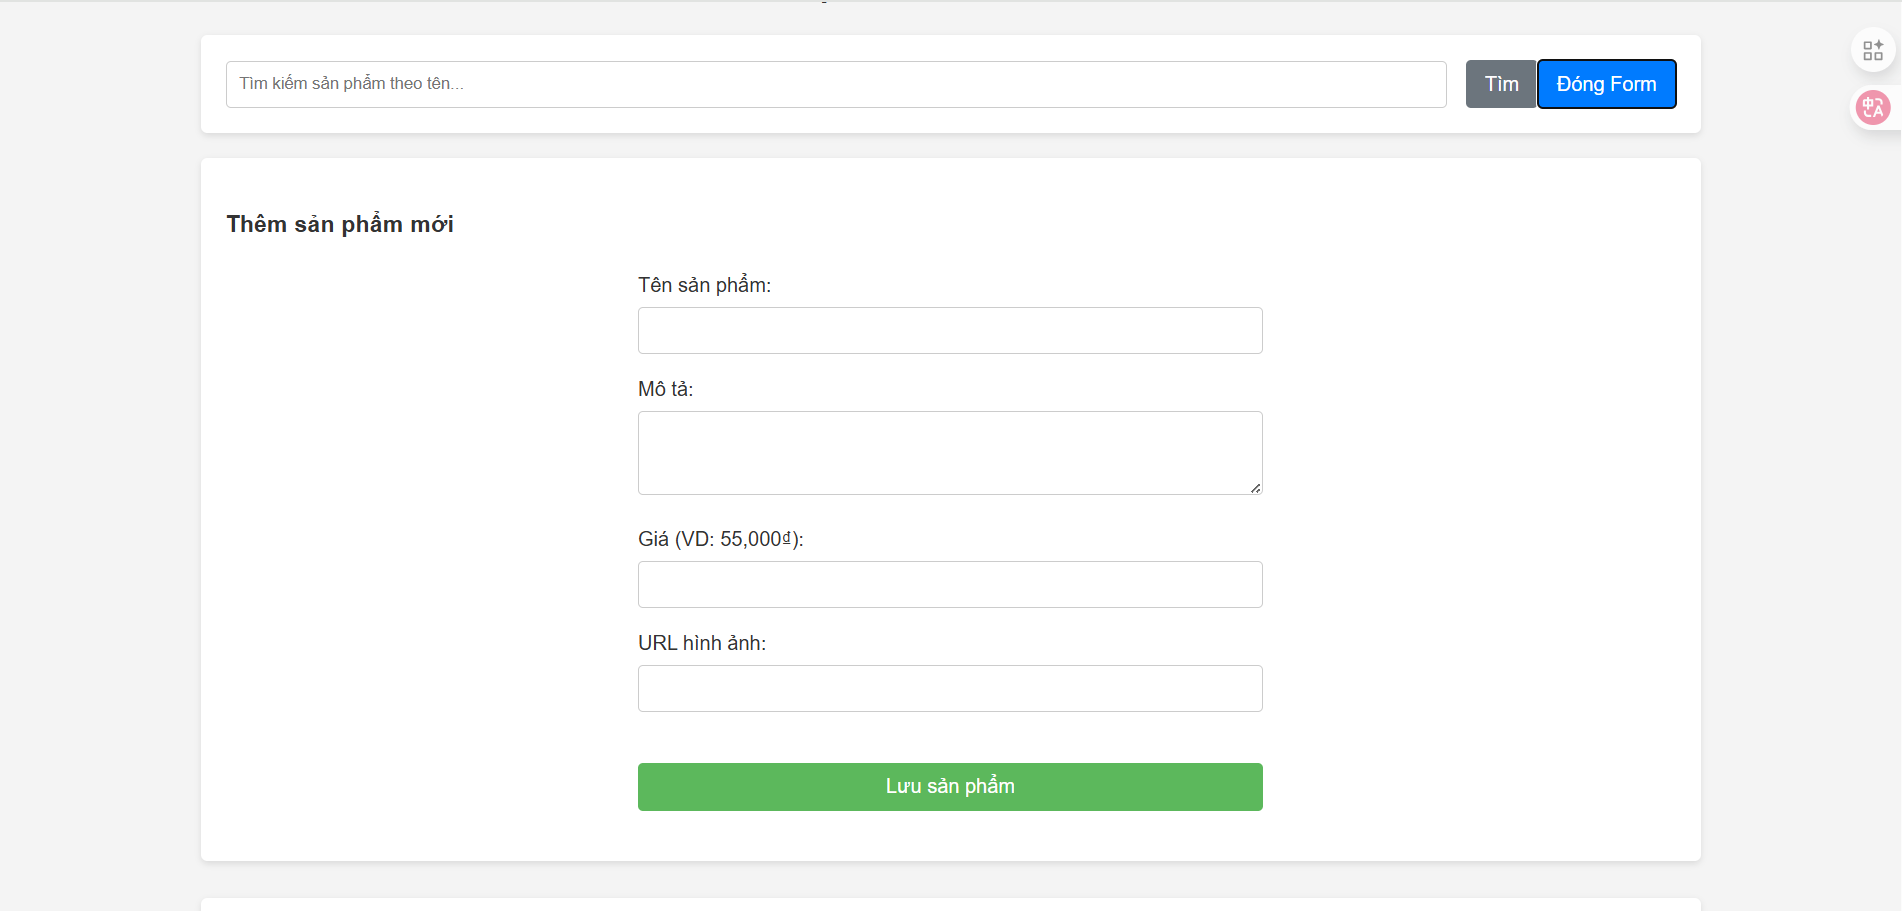 Tìm kiếm sản phẩm theo tên...
Tìm
Đóng Form
Thêm sản phẩm mới
Tên sản phẩm:
Mô tả:
Giá (VD: 55,000₫):
URL hình ảnh:
Lưu sản phẩm